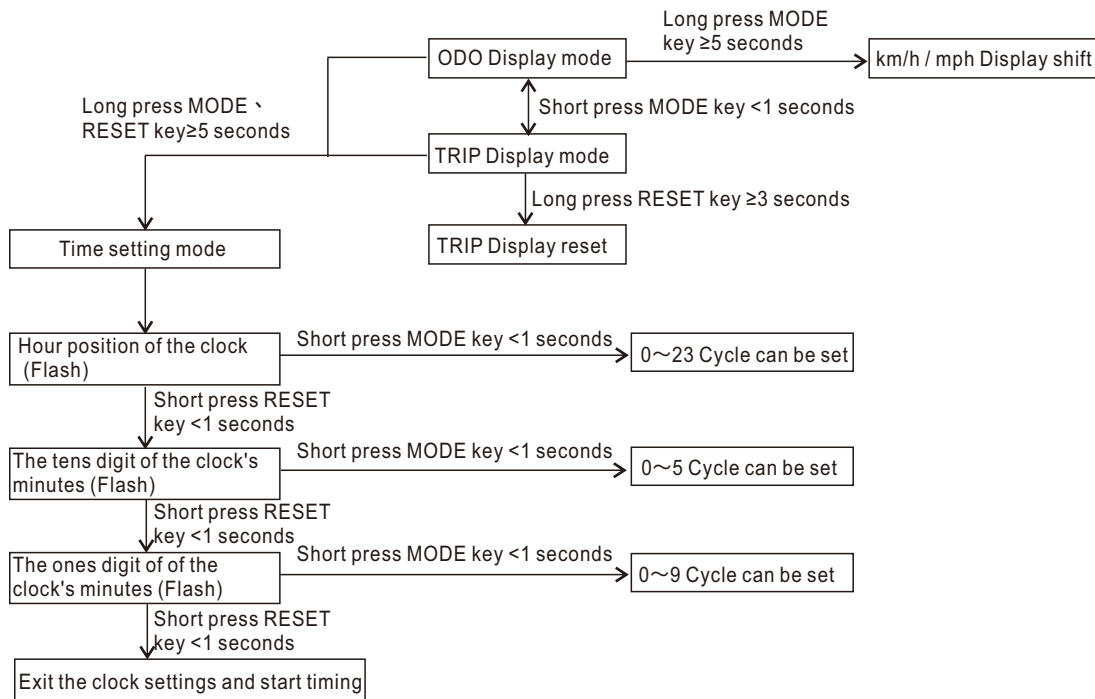 Long press MODE
key ≥5 seconds
ODO Display mode
km/h / mph Display shift
Long press MODE、
RESET key≥5 seconds
Short press MODE key <1 seconds
TRIP Display mode
Long press RESET key ≥3 seconds
Time setting mode
TRIP Display reset
Hour position of the clock
(Flash)
Short press MODE key <1 seconds
0～23 Cycle can be set
Short press RESET
key <1 seconds
The tens digit of the clock's
minutes (Flash)
Short press MODE key <1 seconds
0～5 Cycle can be set
Short press RESET
key <1 seconds
The ones digit of of the
clock's minutes (Flash)
Short press MODE key <1 seconds
0～9 Cycle can be set
Short press RESET
key <1 seconds
Exit the clock settings and start timing